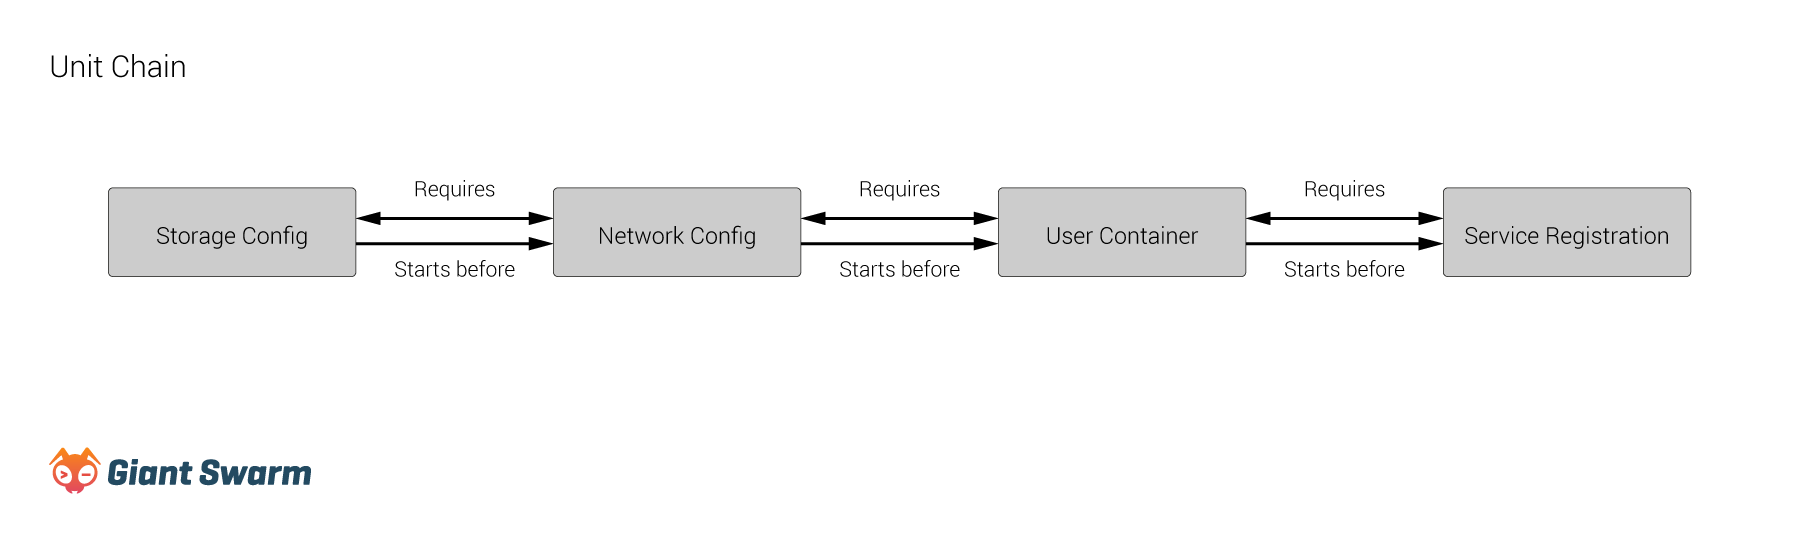 Unit Chain
Requires
Requires
Requires
Storage Config
Network Config
User Container
Service Registration
Starts before
Starts before
Starts before
Giant Swarm